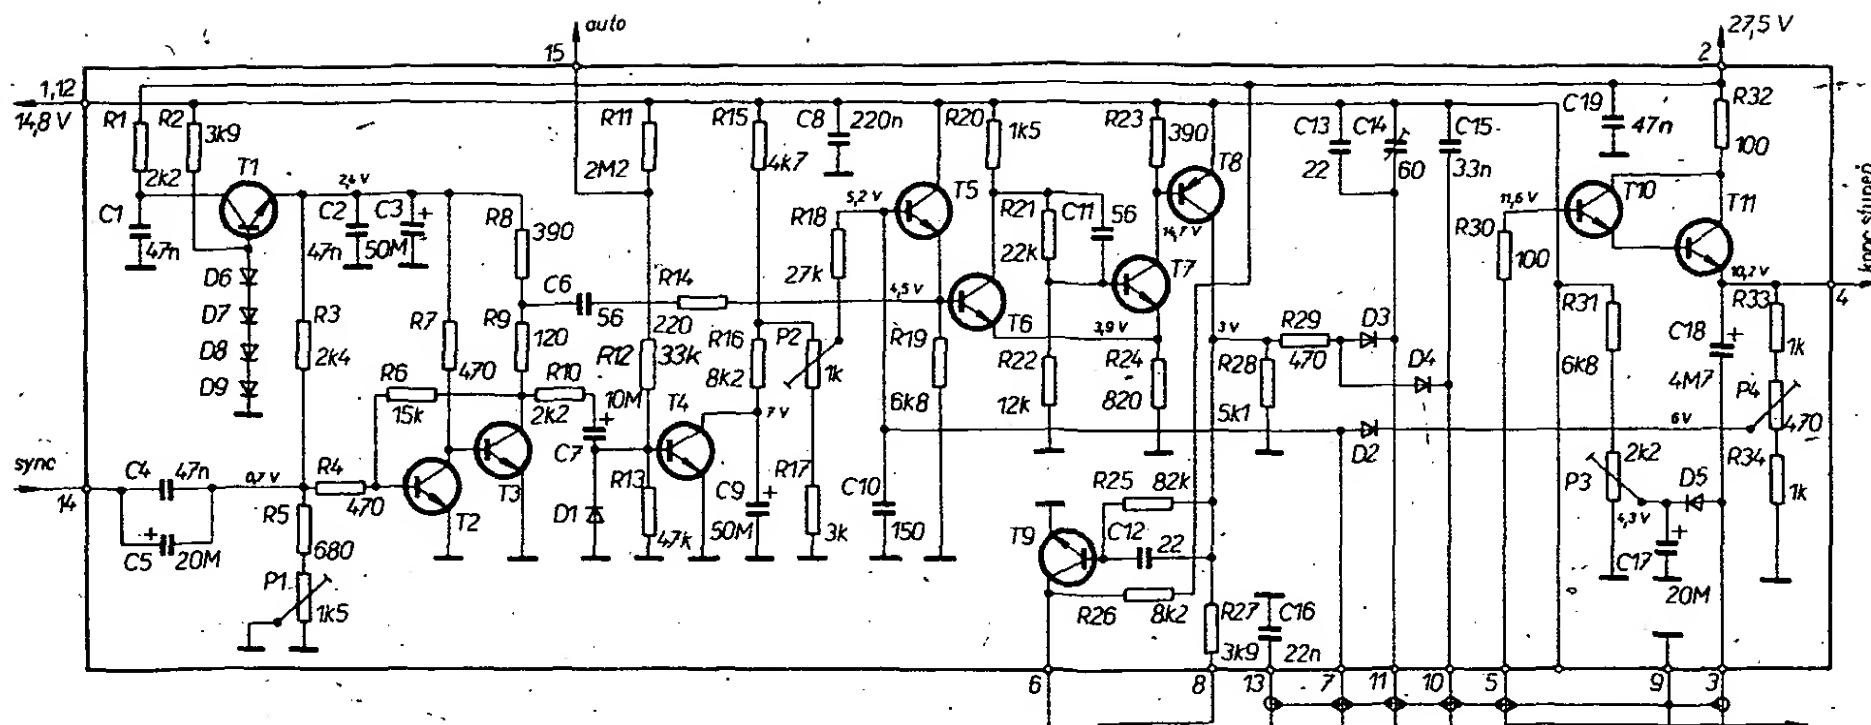 auto
27,5 V
15
2
1,12
14,8 V
R1
R2
3k9
R11
R15
C8
220n
R20
R23
C13
C14
C15
C19
47n
R32
2k2
T1
2,4 V
2M2
4k7
1k5
390
T8
22
60
33n
100
C1
47n
C2
47n
C3
+
50M
R8
390
5,2 V
T5
R21
C11
56
22k
14,7 V
11,6 V
T10
T11
R18
27k
R30
100
D6
D7
D8
D9
C6
56
R14
220
4,5 V
T7
10,2 V
konc. stupeň
4
R3
2k4
R7
470
R9
120
R12
33k
R16
8k2
P2
1k
R19
6k8
T6
3,9 V
R22
12k
R24
820
3 V
R29
470
D3
D4
R28
5k1
R31
6k8
C18
+
4M7
R33
1k
P4
470
R6
15k
R10
2k2
10M
+
C7
T4
7 V
D2
6 V
sync
14
C4
47n
0,7 V
R4
470
T2
T3
D1
R13
47k
C9
+
50M
R17
3k
C10
150
R25
82k
T9
C12
22
P3
2k2
4,3 V
D5
R34
1k
C5
+
20M
R5
680
P1
1k5
R26
8k2
R27
3k9
C16
22n
C17
+
20M
6
8
13
7
11
10
5
9
3